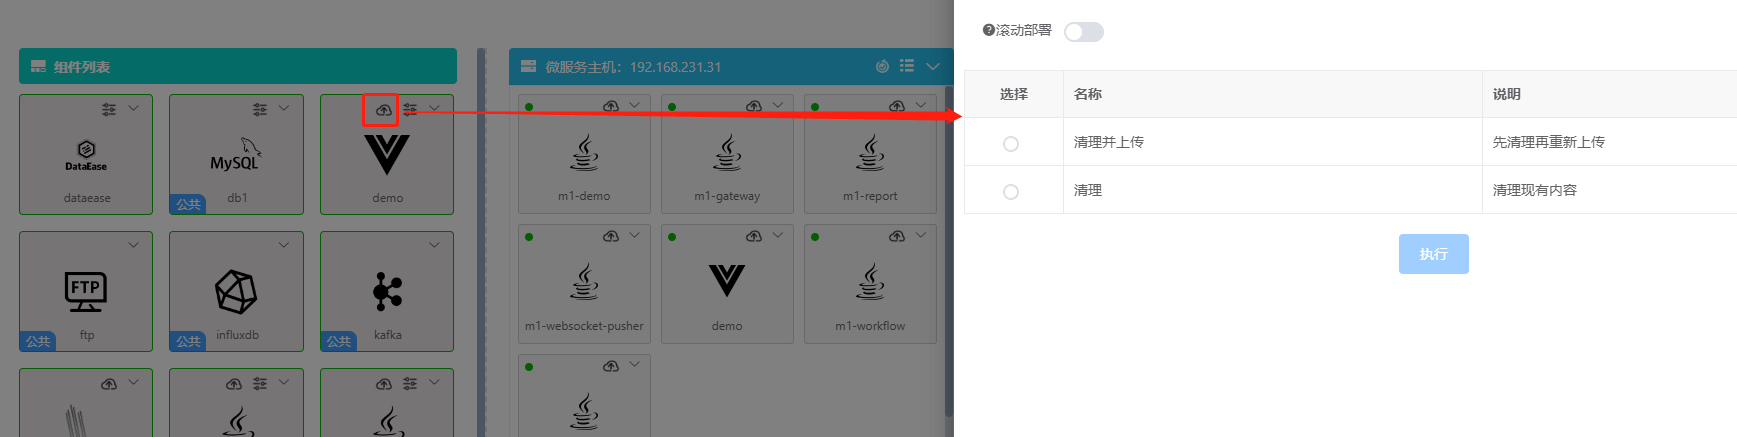 组件列表
DataEase
dataease
MySQL
公共
db1
demo
FTP
公共
ftp
公共
influxdb
公共
kafka
微服务主机：192.168.231.31
m1-demo
m1-gateway
m1-report
m1-websocket-pusher
demo
m1-workflow
?滚动部署
选择 名称 说明
清理并上传 先清理再重新上传
清理 清理现有内容
执行